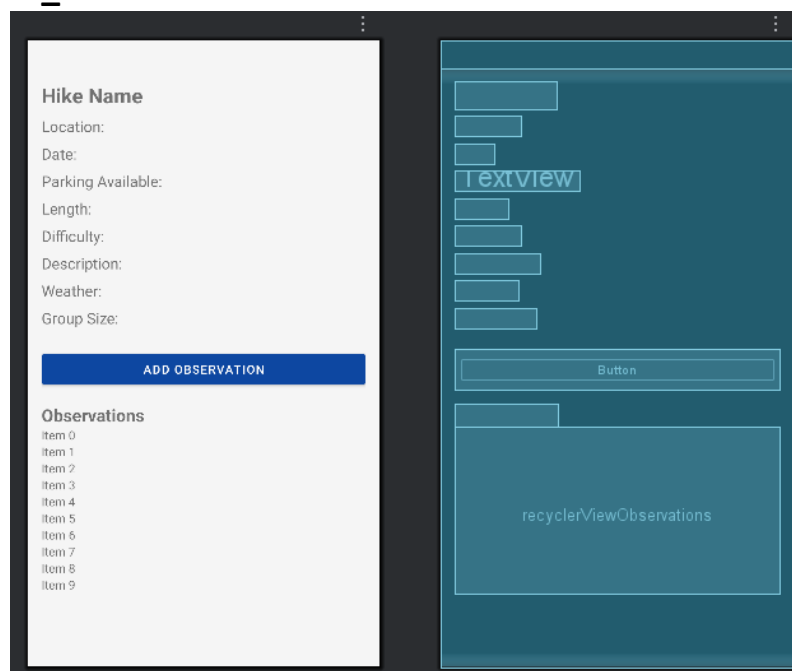 Hike Name
Location:
Date:
Parking Available:
Length:
Difficulty:
Description:
Weather:
Group Size:
ADD OBSERVATION
Observations
Item 0
Item 1
Item 2
Item 3
Item 4
Item 5
Item 6
Item 7
Item 8
Item 9
TextView
Button
recyclerViewObservations